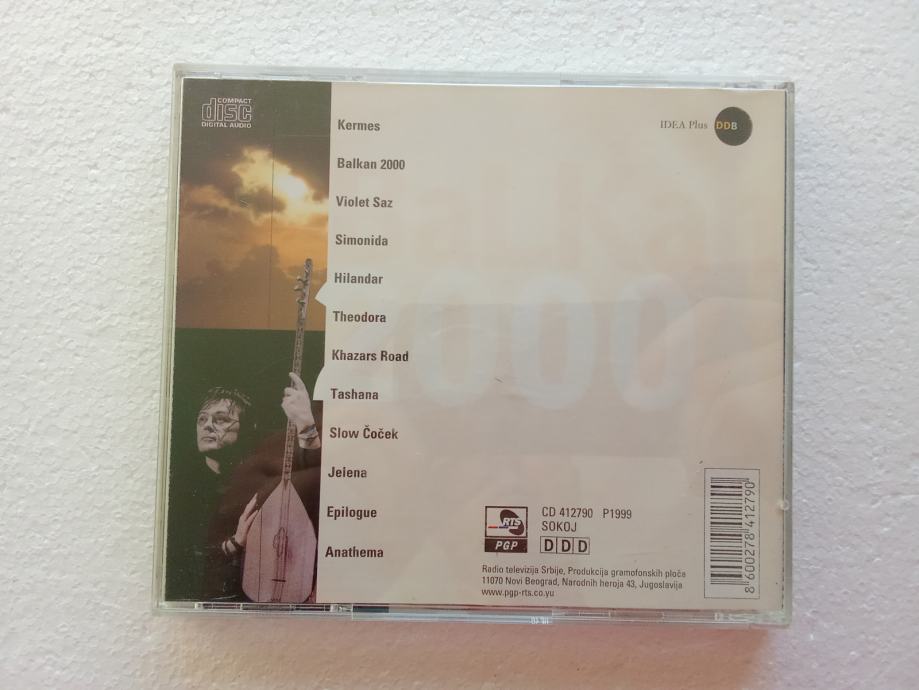 COMPACT
disc
DIGITAL AUDIO
IDEA Plus DDB
Kermes
Balkan 2000
Violet Saz
Simonida
Hilandar
Theodora
Khazars Road
Tashana
Slow Čoček
Jelena
Epilogue
Anathema
Balkan
2000
RTS
PGP
CD 412790 P1999
SOKOJ
DDD
Radio televizija Srbije, Produkcija gramofonskih ploča
11070 Novi Beograd, Narodnih heroja 43, Jugoslavija
www.pgp-rts.co.yu
8 600278 412790